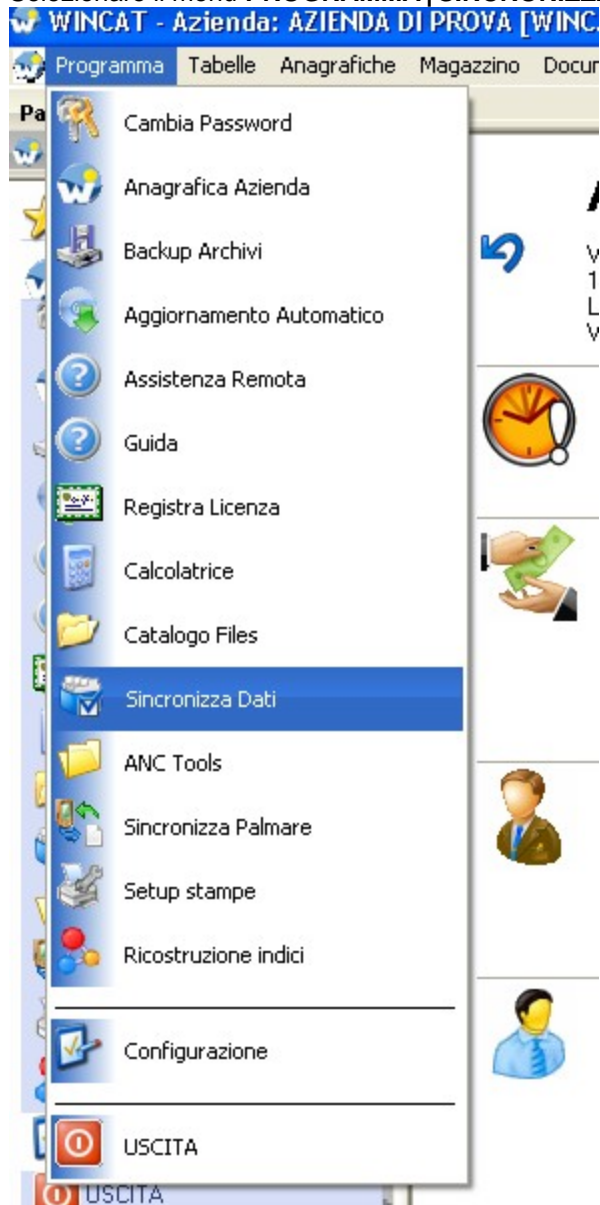 WINCAT - Azienda: AZIENDA DI PROVA [WINC
Programma Tabelle Anagrafiche Magazzino
Cambia Password
Anagrafica Azienda
Backup Archivi
Aggiornamento Automatico
Assistenza Remota
Guida
Registra Licenza
Calcolatrice
Catalogo Files
Sincronizza Dati
ANC Tools
Sincronizza Palmare
Setup stampe
Ricostruzione indici
Configurazione
USCITA
USCITA